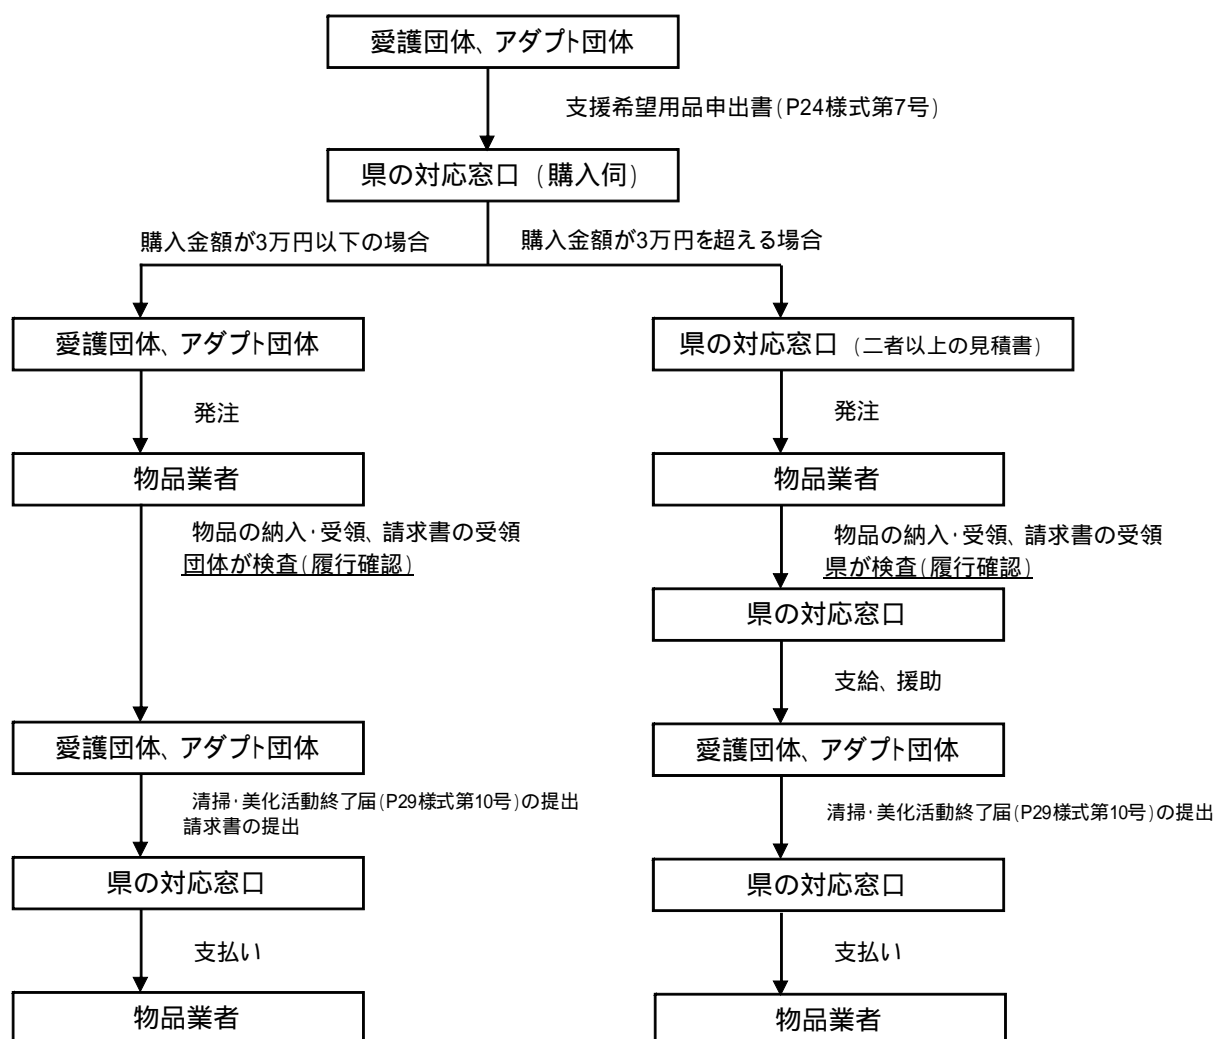 愛護団体、アダプト団体
支援希望用品申出書(P24様式第7号)
県の対応窓口 (購入伺)
購入金額が3万円以下の場合
購入金額が3万円を超える場合
愛護団体、アダプト団体
発注
物品業者
物品の納入・受領、請求書の受領
団体が検査(履行確認)
愛護団体、アダプト団体
清掃・美化活動終了届(P29様式第10号)の提出
請求書の提出
県の対応窓口
支払い
物品業者
県の対応窓口 (二者以上の見積書)
発注
物品業者
物品の納入・受領、請求書の受領
県が検査(履行確認)
県の対応窓口
支給、援助
愛護団体、アダプト団体
清掃・美化活動終了届(P29様式第10号)の提出
県の対応窓口
支払い
物品業者